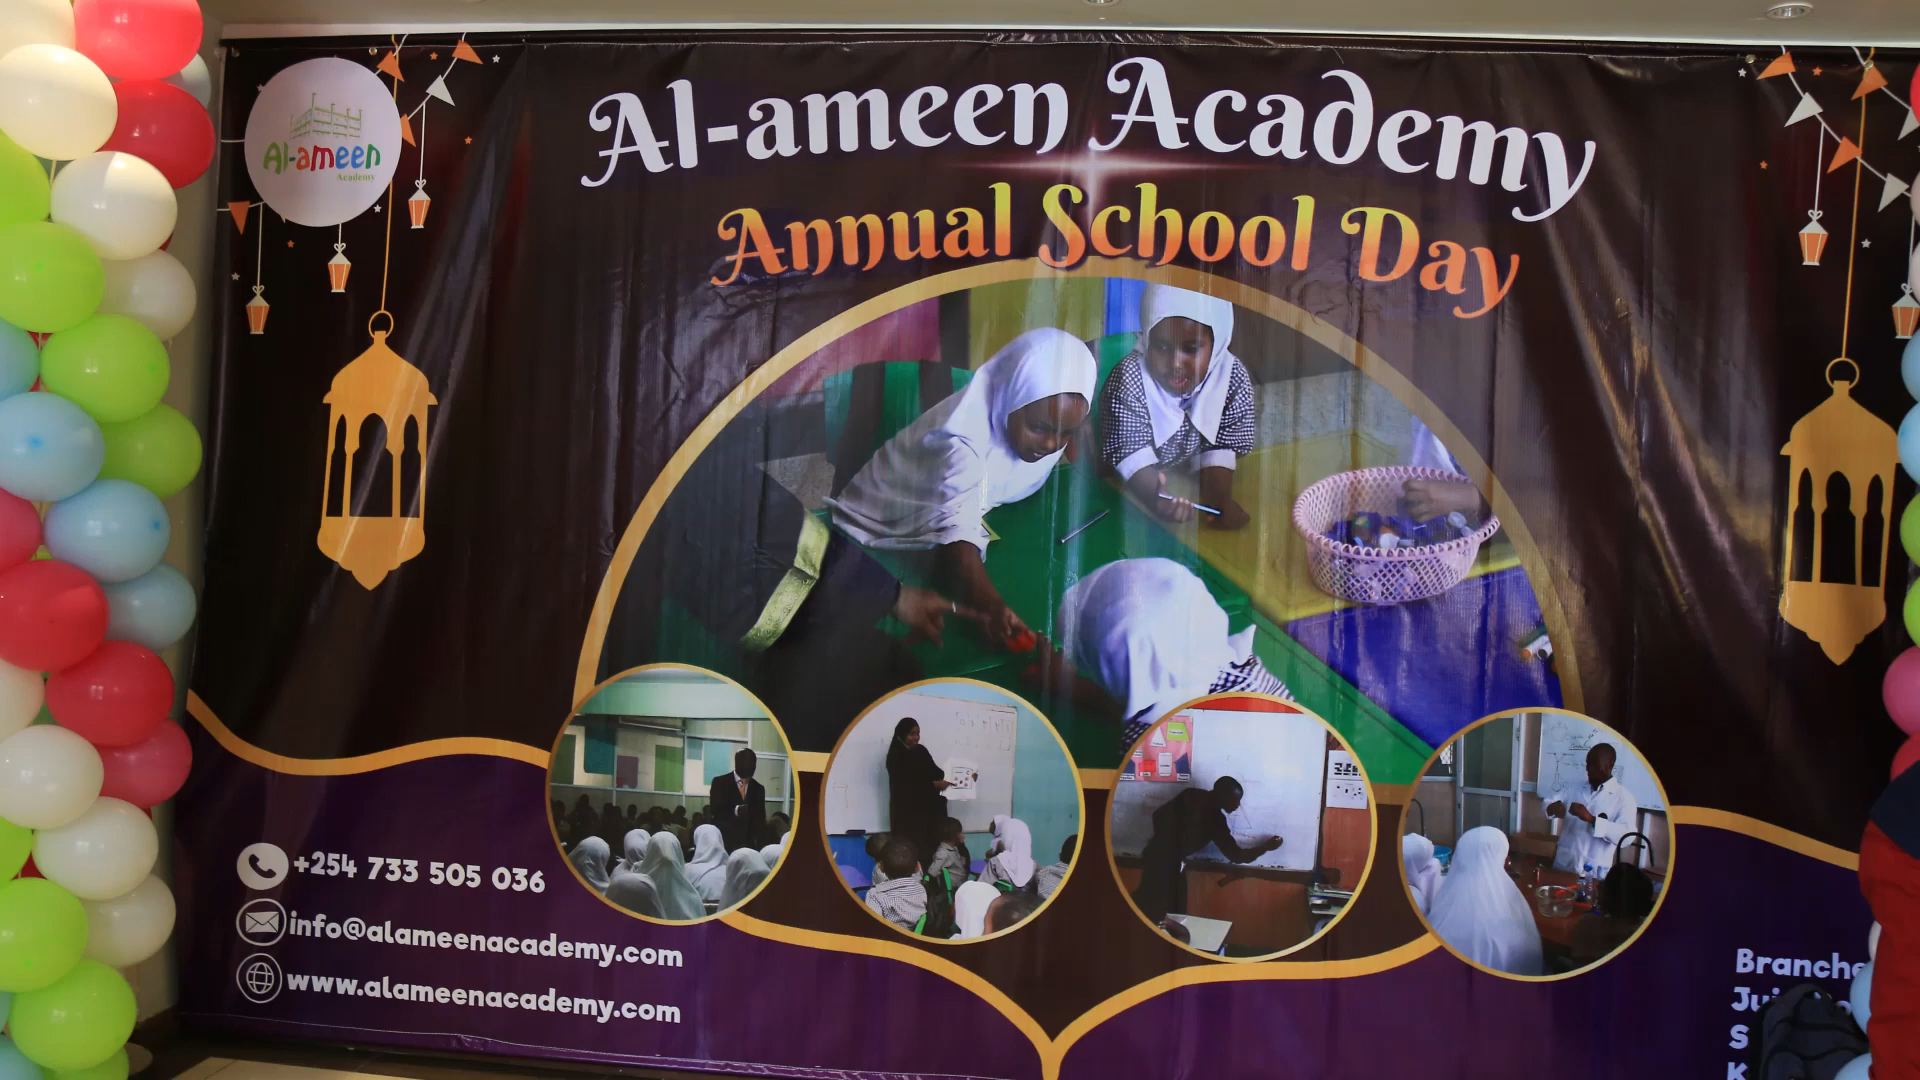 Al-ameen
Academy
Al-ameen Academy
Annual School Day
+254 733 505 036
info@alameenacademy.com
www.alameenacademy.com